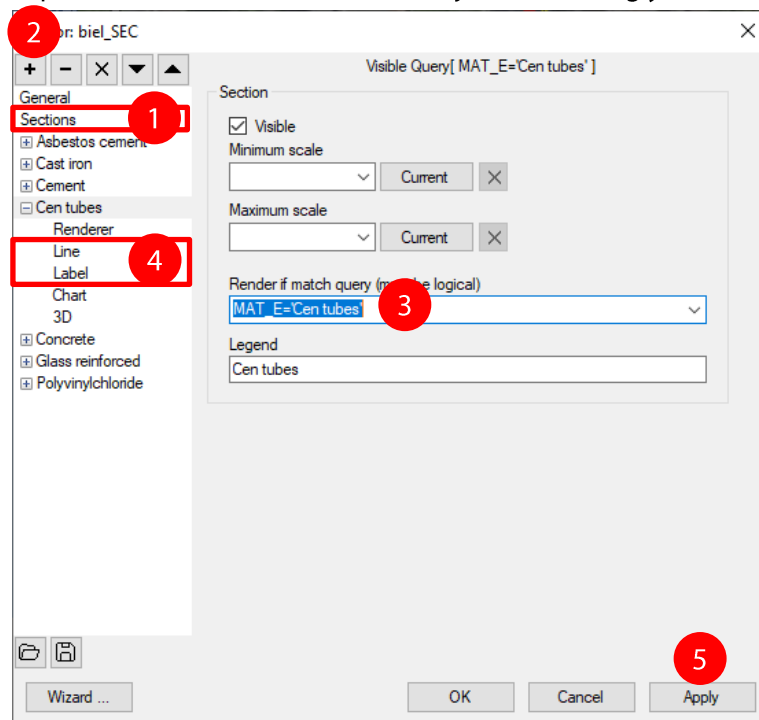 2
or: biel_SEC
Visible Query[ MAT_E='Cen tubes' ]
General
Sections
1
Asbestos cement
Cast iron
Cement
Cen tubes
Renderer
Line
Label
4
Chart
3D
Concrete
Glass reinforced
Polyvinylchloride
Section
Visible
Minimum scale
Current
Maximum scale
Current
Render if match query (m be logical)
MAT_E='Cen tubes'
3
Legend
Cen tubes
5
Wizard ...
OK
Cancel
Apply